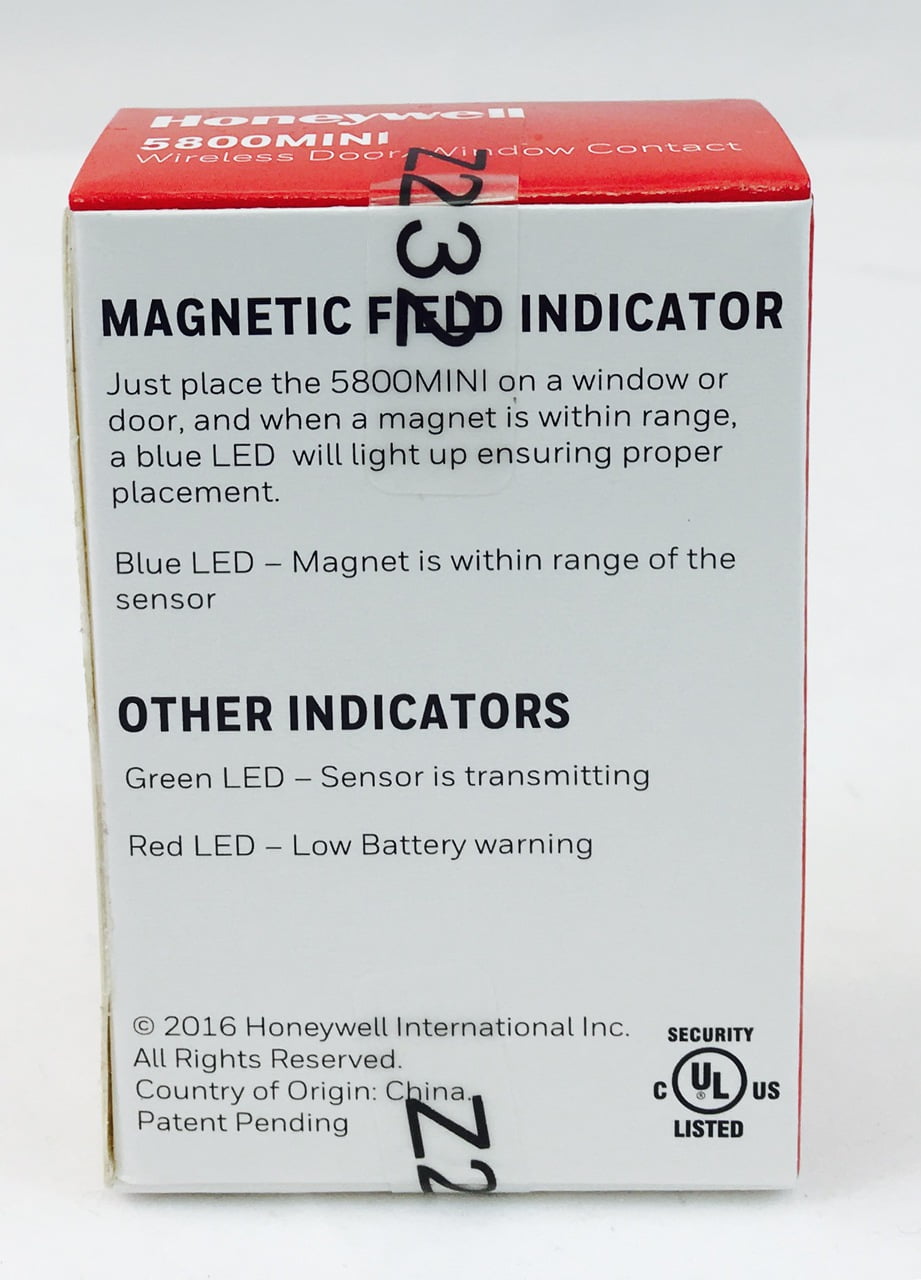 Honeywell
5800MINI
Wireless Door/Window Contact
Z232
MAGNETIC FIELD INDICATOR
Just place the 5800MINI on a window or
door, and when a magnet is within range,
a blue LED  will light up ensuring proper
placement.
Blue LED – Magnet is within range of the
sensor
OTHER INDICATORS
Green LED – Sensor is transmitting
Red LED – Low Battery warning
© 2016 Honeywell International Inc.
All Rights Reserved.
Country of Origin: China.
Patent Pending
SECURITY
C UL® US
LISTED
Z2